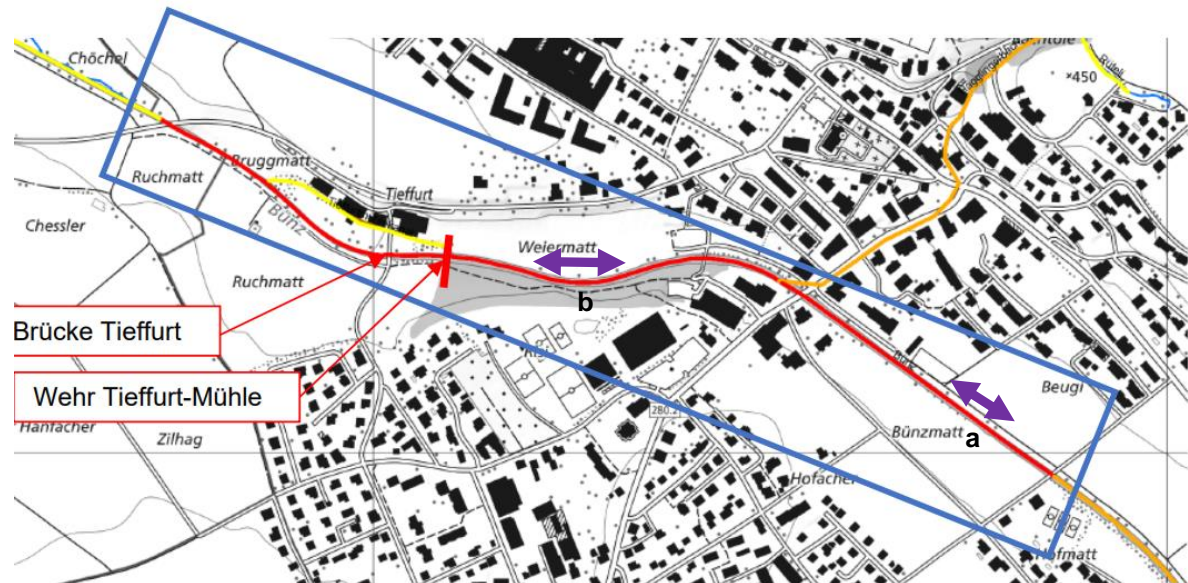 Chöchel
×450
Bruggmatt
Ruchmatt
Tieffurt
Chessler
Bünz
Weiermatt
Ruchmatt
b
Brücke Tieffurt
Wehr Tieffurt-Mühle
Beugi
Hanfacher
Zilhag
Bünzmatt
a
Hofacher
Hofmatt